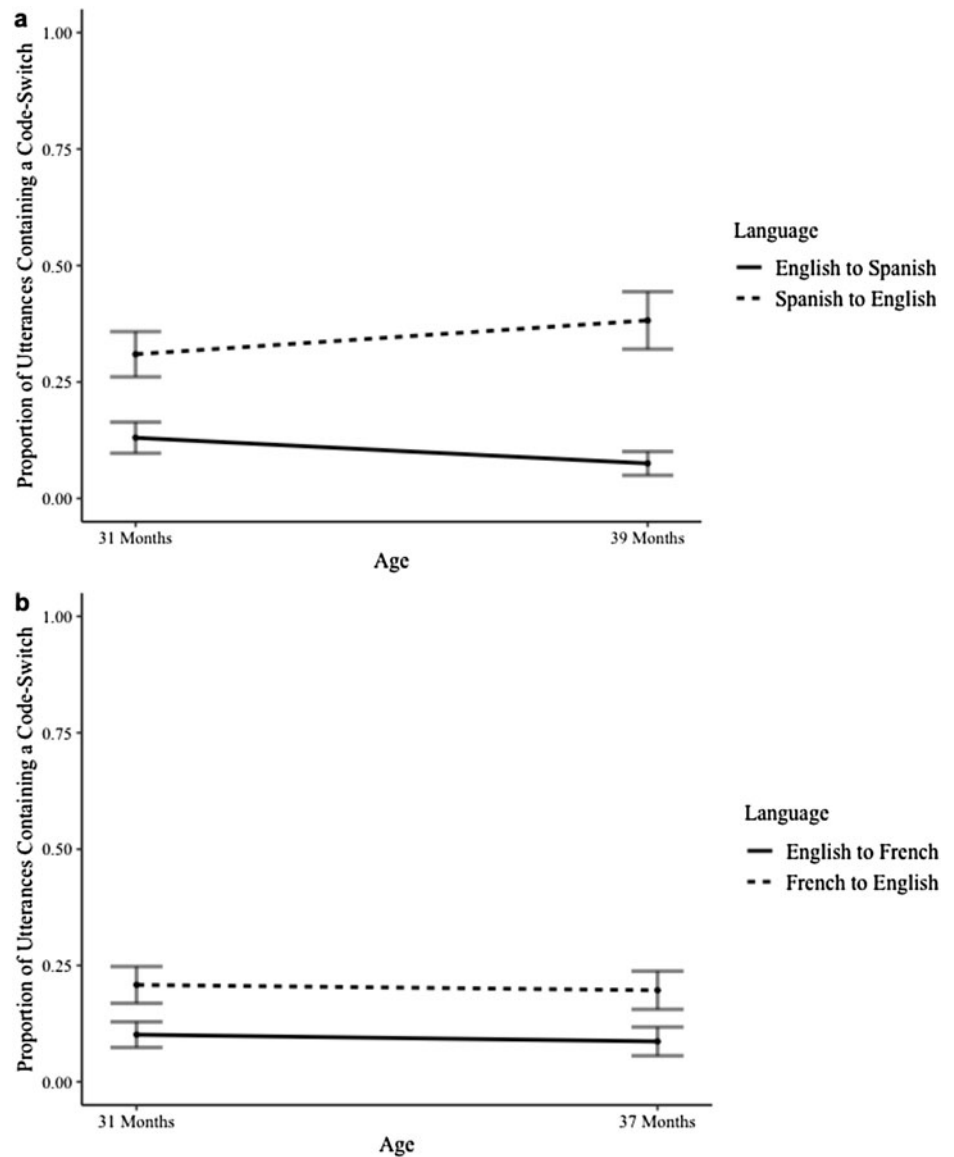 a
Proportion of Utterances Containing a Code-Switch
1.00
0.75
0.50
0.25
0.00
31 Months
39 Months
Age
Language
English to Spanish
Spanish to English
b
Proportion of Utterances Containing a Code-Switch
1.00
0.75
0.50
0.25
0.00
31 Months
37 Months
Age
Language
English to French
French to English